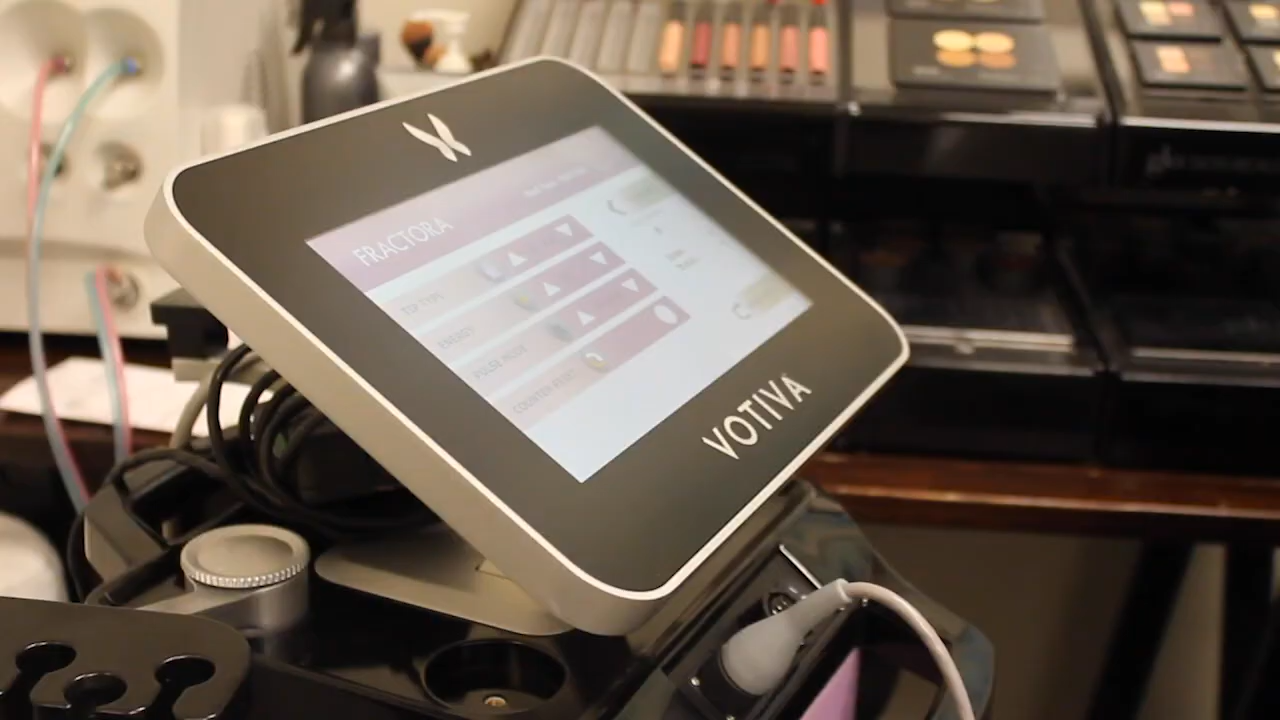 FRACTORA
TIP TYPE
ENERGY
PULSE MODE
COUNTER RESET
VOTIVA